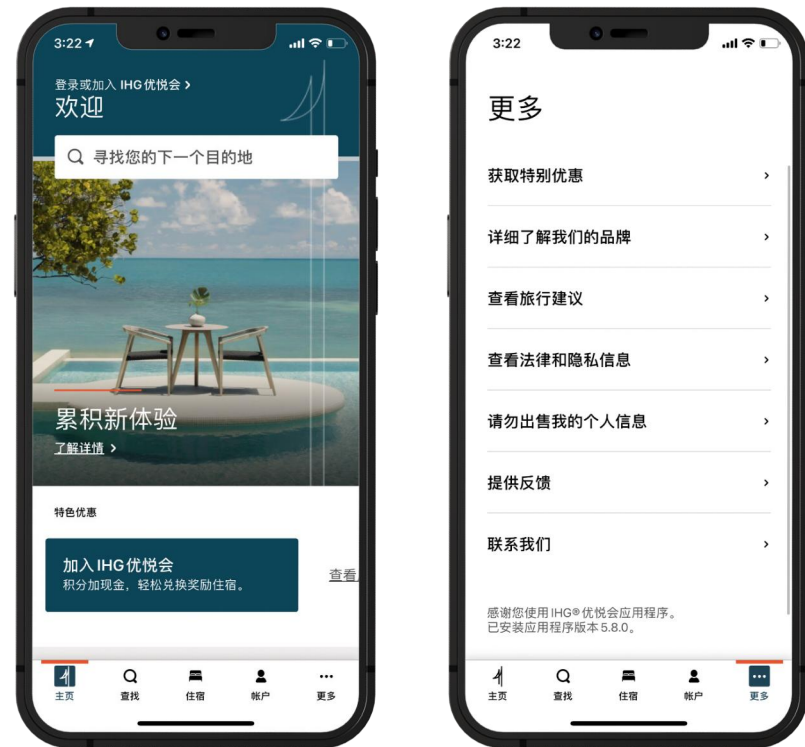 3:22
登录或加入 IHG 优悦会 >
欢迎
寻找您的下一个目的地
累积新体验
了解详情 >
特色优惠
加入 IHG 优悦会
积分加现金，轻松兑换奖励住宿。
查看
主页
查找
住宿
帐户
更多
3:22
更多
获取特别优惠
详细了解我们的品牌
查看旅行建议
查看法律和隐私信息
请勿出售我的个人信息
提供反馈
联系我们
感谢您使用 IHG® 优悦会应用程序。
已安装应用程序版本 5.8.0。
主页
查找
住宿
帐户
更多